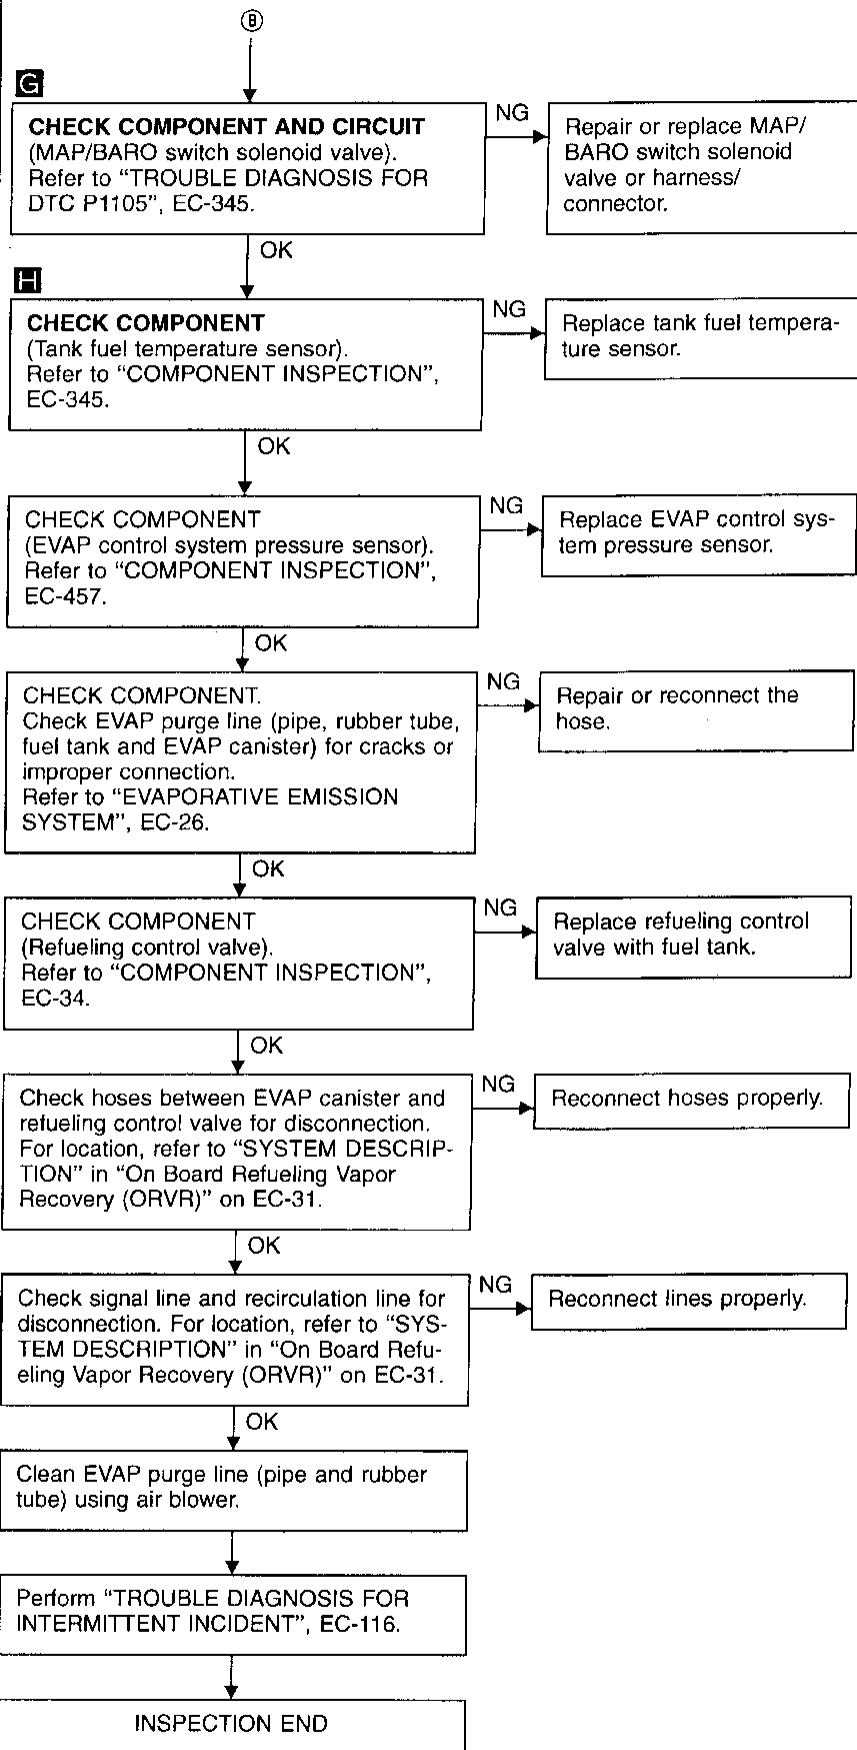 B
G
CHECK COMPONENT AND CIRCUIT
(MAP/BARO switch solenoid valve).
Refer to “TROUBLE DIAGNOSIS FOR
DTC P1105”, EC-345.
NG
Repair or replace MAP/
BARO switch solenoid
valve or harness/
connector.
OK
H
CHECK COMPONENT
(Tank fuel temperature sensor).
Refer to “COMPONENT INSPECTION”,
EC-345.
NG
Replace tank fuel tempera-
ture sensor.
OK
CHECK COMPONENT
(EVAP control system pressure sensor).
Refer to “COMPONENT INSPECTION”,
EC-457.
NG
Replace EVAP control sys-
tem pressure sensor.
OK
CHECK COMPONENT.
Check EVAP purge line (pipe, rubber tube,
fuel tank and EVAP canister) for cracks or
improper connection.
Refer to “EVAPORATIVE EMISSION
SYSTEM”, EC-26.
NG
Repair or reconnect the
hose.
OK
CHECK COMPONENT
(Refueling control valve).
Refer to “COMPONENT INSPECTION”,
EC-34.
NG
Replace refueling control
valve with fuel tank.
OK
Check hoses between EVAP canister and
refueling control valve for disconnection.
For location, refer to “SYSTEM DESCRIP-
TION” in “On Board Refueling Vapor
Recovery (ORVR)” on EC-31.
NG
Reconnect hoses properly.
OK
Check signal line and recirculation line for
disconnection. For location, refer to “SYS-
TEM DESCRIPTION” in “On Board Refu-
eling Vapor Recovery (ORVR)” on EC-31.
NG
Reconnect lines properly.
OK
Clean EVAP purge line (pipe and rubber
tube) using air blower.
Perform “TROUBLE DIAGNOSIS FOR
INTERMITTENT INCIDENT”, EC-116.
INSPECTION END